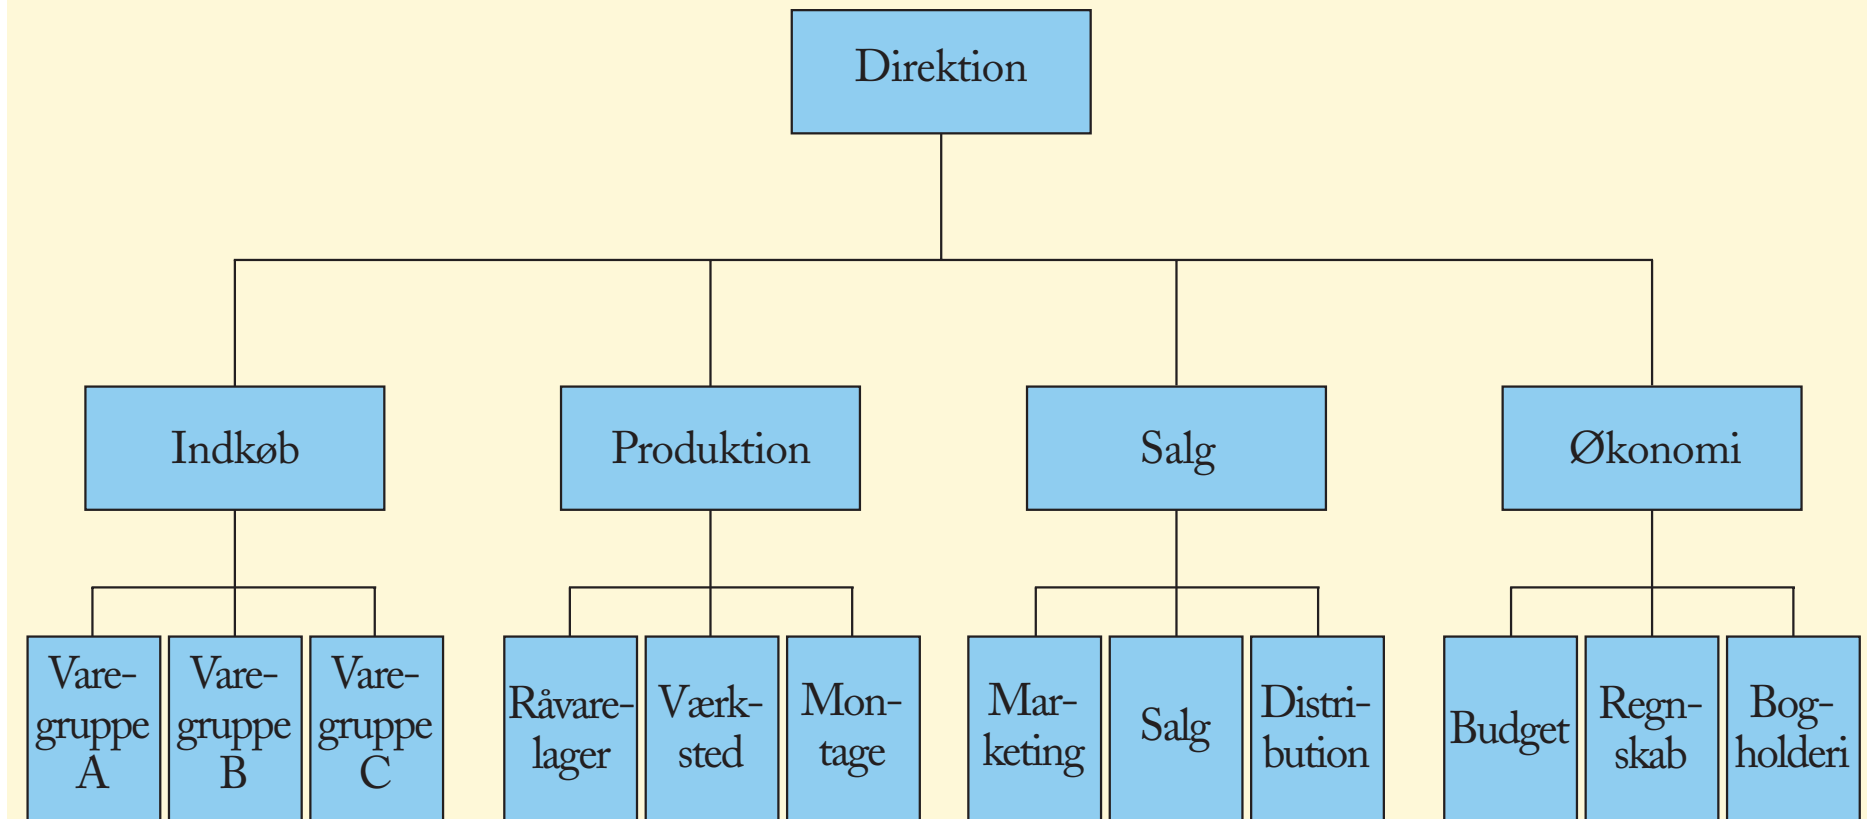 Direktion
Indkøb
Produktion
Salg
Økonomi
Vare-
gruppe
A
Vare-
gruppe
B
Vare-
gruppe
C
Råvare-
lager
Værk-
sted
Mon-
tage
Mar-
keting
Salg
Distri-
bution
Budget
Regn-
skab
Bog-
holderi